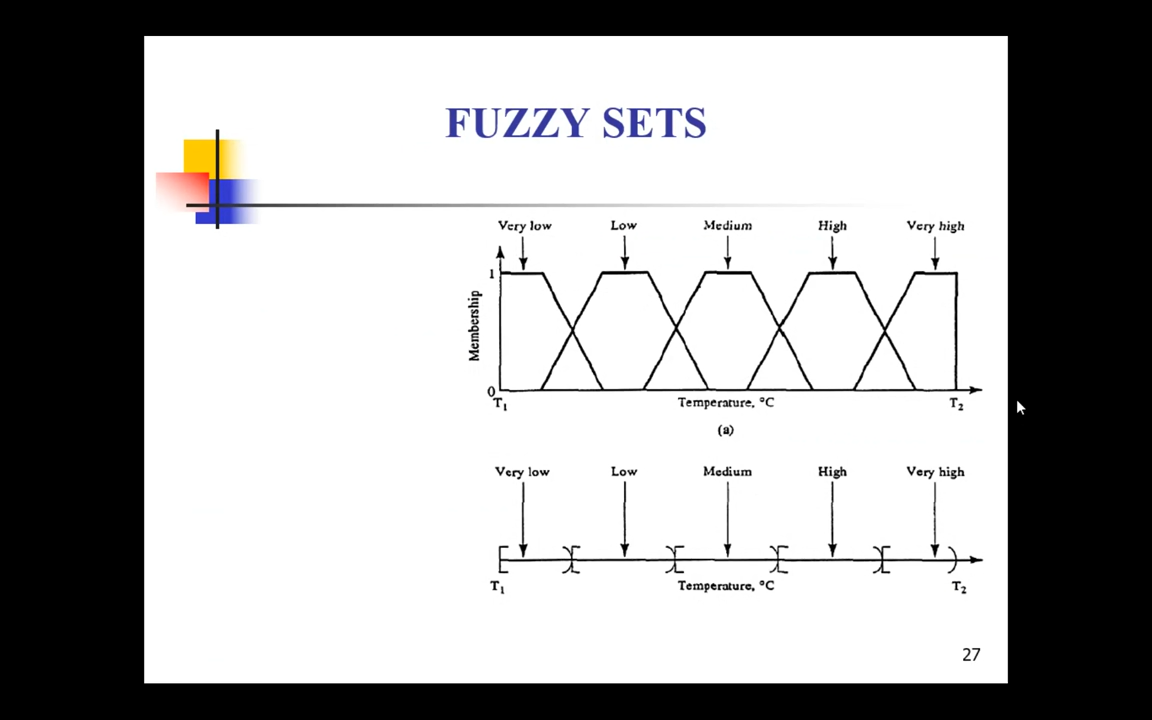 FUZZY SETS
Very low Low Medium High Very high
1
Membership
0
T₁ Temperature, °C T₂
(a)
Very low Low Medium High Very high
T₁ Temperature, °C T₂
27